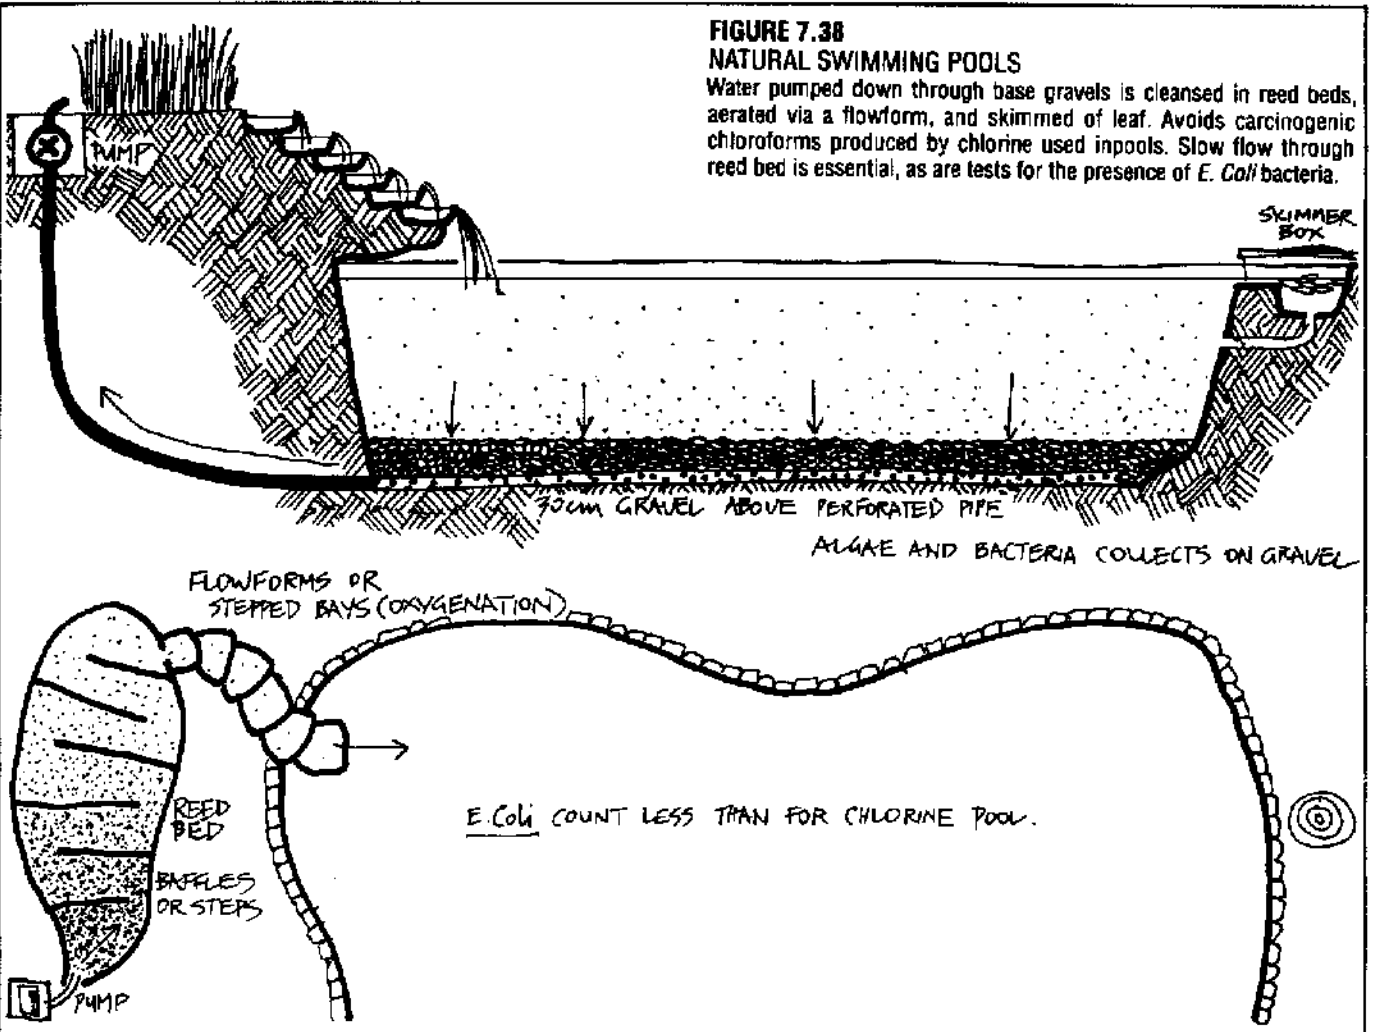 FIGURE 7.38
NATURAL SWIMMING POOLS
Water pumped down through base gravels is cleansed in reed beds,
aerated via a flowform, and skimmed of leaf. Avoids carcinogenic
chloroforms produced by chlorine used inpools. Slow flow through
reed bed is essential, as are tests for the presence of E. Coli bacteria.
PUMP
SKIMMER
BOX
30cm GRAVEL ABOVE PERFORATED PIPE
ALGAE AND BACTERIA COLLECTS ON GRAVEL
FLOWFORMS OR
STEPPED BAYS (OXYGENATION)
REED
BED
E.Coli COUNT LESS THAN FOR CHLORINE POOL.
BAFFLES
OR STEPS
PUMP